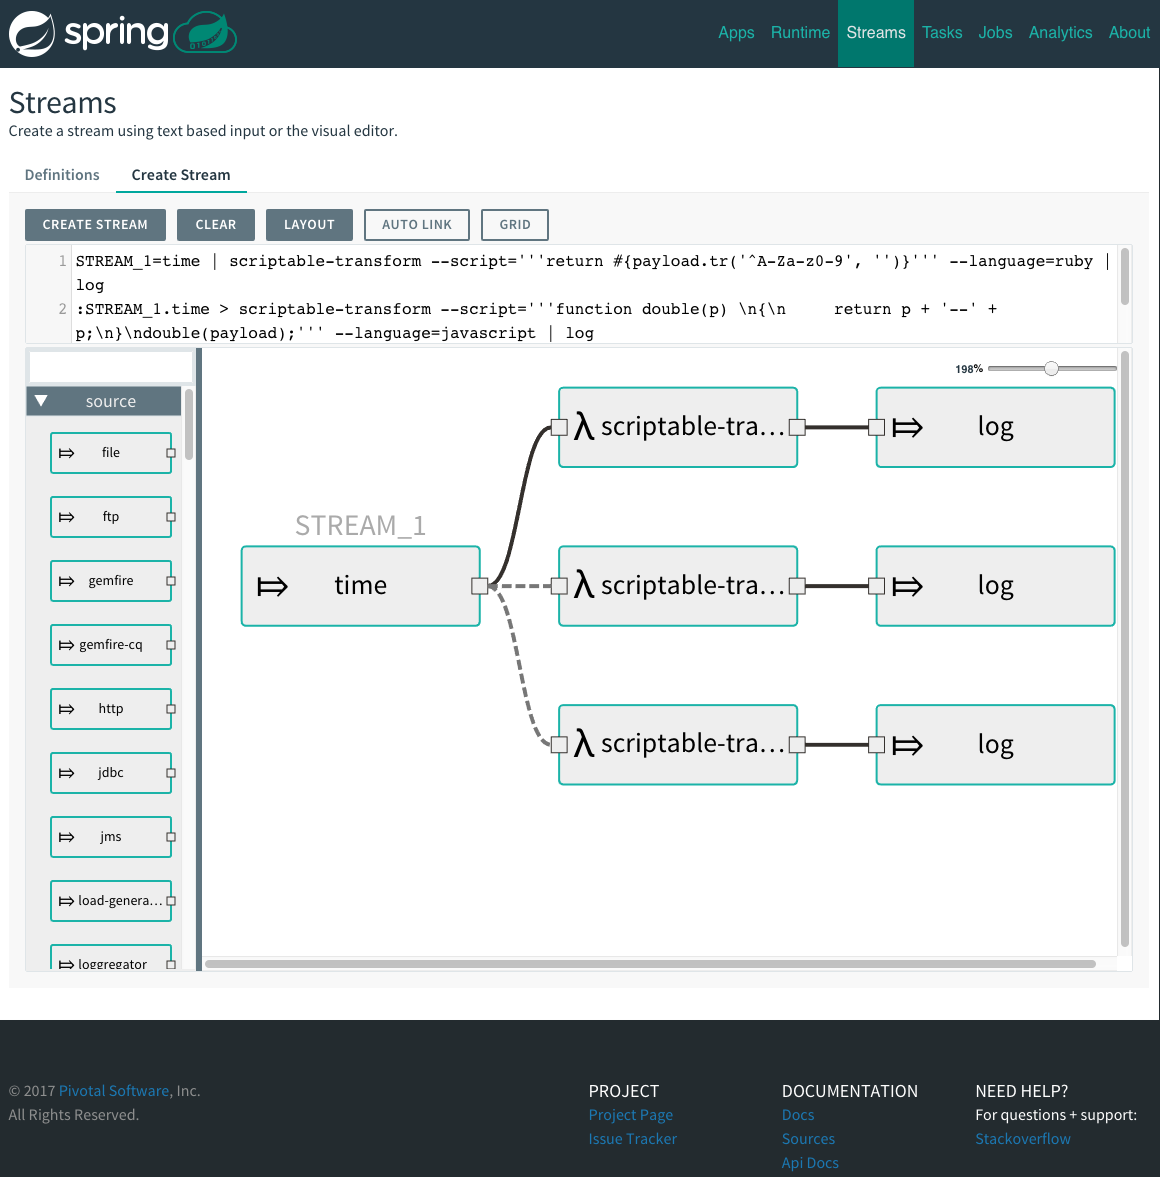 spring
Apps Runtime Streams Tasks Jobs Analytics About
Streams
Create a stream using text based input or the visual editor.
Definitions Create Stream
CREATE STREAM CLEAR LAYOUT AUTO LINK GRID
1 STREAM_1=time | scriptable-transform --script='''return #{payload.tr('^A-Za-z0-9', '')}''' --language=ruby |
log
2 :STREAM_1.time > scriptable-transform --script='''function double(p) \n{\n     return p + '--' +
p;\n}\ndouble(payload);''' --language=javascript | log
198%
source
file
ftp
gemfire
gemfire-cq
http
jdbc
jms
load-genera...
loggregator
λ scriptable-tra... log
STREAM_1
time λ scriptable-tra... log
λ scriptable-tra... log
© 2017 Pivotal Software, Inc.
All Rights Reserved.
PROJECT
Project Page
Issue Tracker
DOCUMENTATION
Docs
Sources
Api Docs
NEED HELP?
For questions + support:
Stackoverflow